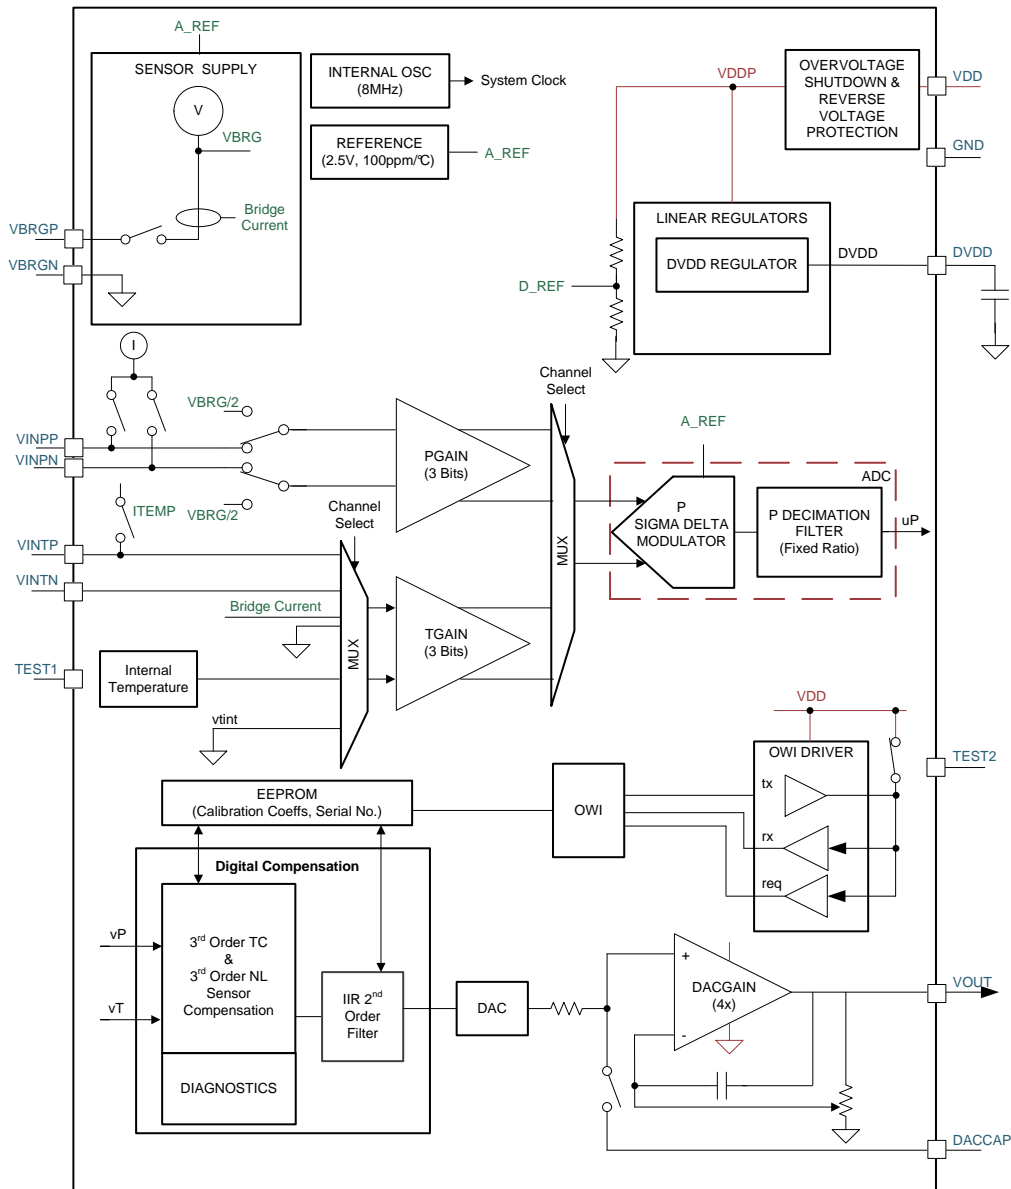 A_REF
SENSOR SUPPLY
V
VBRG
Bridge
Current
VBRGP
VBRGN
INTERNAL OSC
(8MHz)
System Clock
REFERENCE
(2.5V, 100ppm/°C)
A_REF
VDDP
OVERVOLTAGE
SHUTDOWN &
REVERSE
VOLTAGE
PROTECTION
VDD
GND
LINEAR REGULATORS
DVDD REGULATOR
DVDD
DVDD
D_REF
I
VBRG/2
VINPP
VINPN
VBRG/2
ITEMP
VINTP
VINTN
PGAIN
(3 Bits)
Channel
Select
MUX
A_REF
ADC
P
SIGMA DELTA
MODULATOR
P DECIMATION
FILTER
(Fixed Ratio)
uP
Channel
Select
Bridge Current
MUX
TGAIN
(3 Bits)
TEST1
Internal
Temperature
vtint
VDD
OWI DRIVER
TEST2
tx
rx
req
EEPROM
(Calibration Coeffs, Serial No.)
OWI
Digital Compensation
vP
vT
3rd Order TC
&
3rd Order NL
Sensor
Compensation
DIAGNOSTICS
IIR 2nd
Order
Filter
DAC
+
DACGAIN
(4x)
-
VOUT
DACCAP